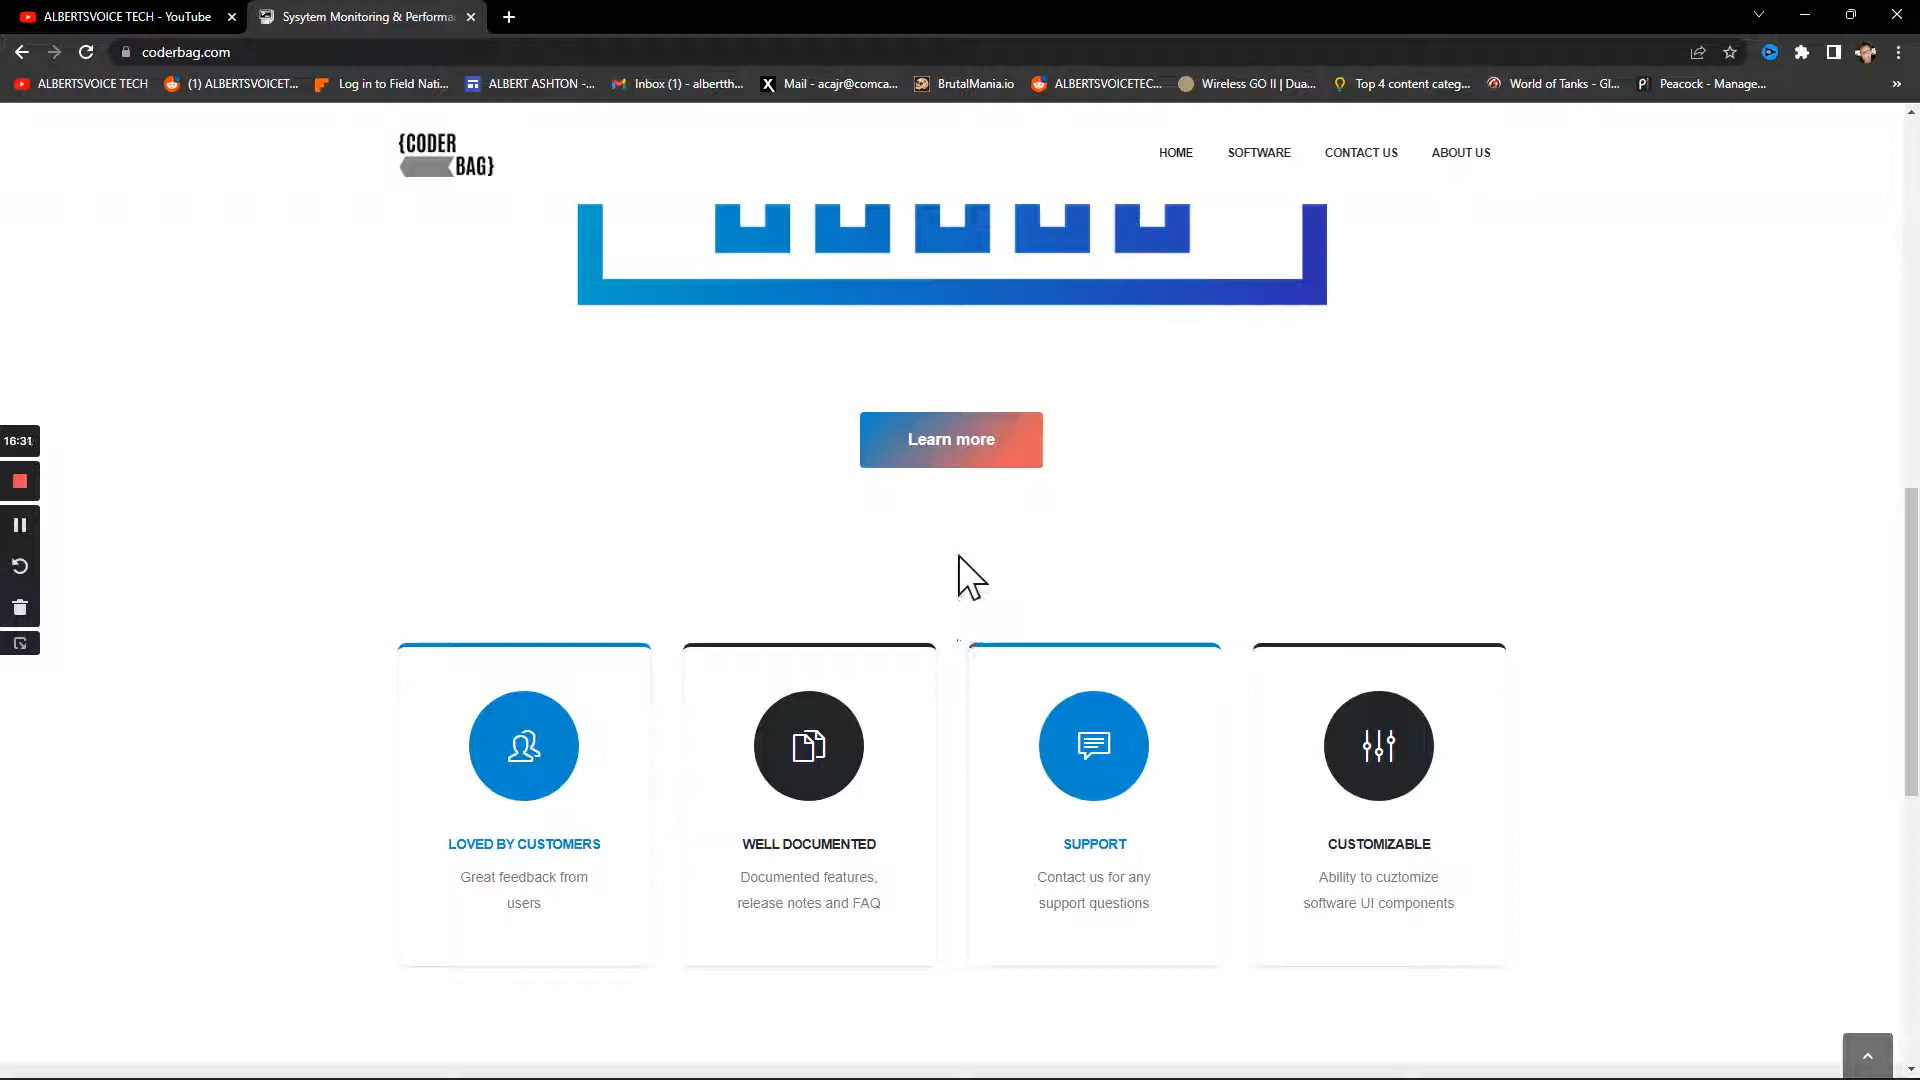 ALBERTSVOICE TECH - YouTube
Sysytem Monitoring & Performa
coderbag.com
ALBERTSVOICE TECH
(1) ALBERTSVOICET...
Log in to Field Nati...
ALBERT ASHTON -...
Inbox (1) - albertth...
Mail - acajr@comca...
BrutalMania.io
ALBERTSVOICETEC...
Wireless GO II | Dua...
Top 4 content categ...
World of Tanks - Gl...
Peacock - Manage...
{CODER
BAG}
HOME
SOFTWARE
CONTACT US
ABOUT US
16:31
Learn more
LOVED BY CUSTOMERS
Great feedback from
users
WELL DOCUMENTED
Documented features,
release notes and FAQ
SUPPORT
Contact us for any
support questions
CUSTOMIZABLE
Ability to cuztomize
software UI components